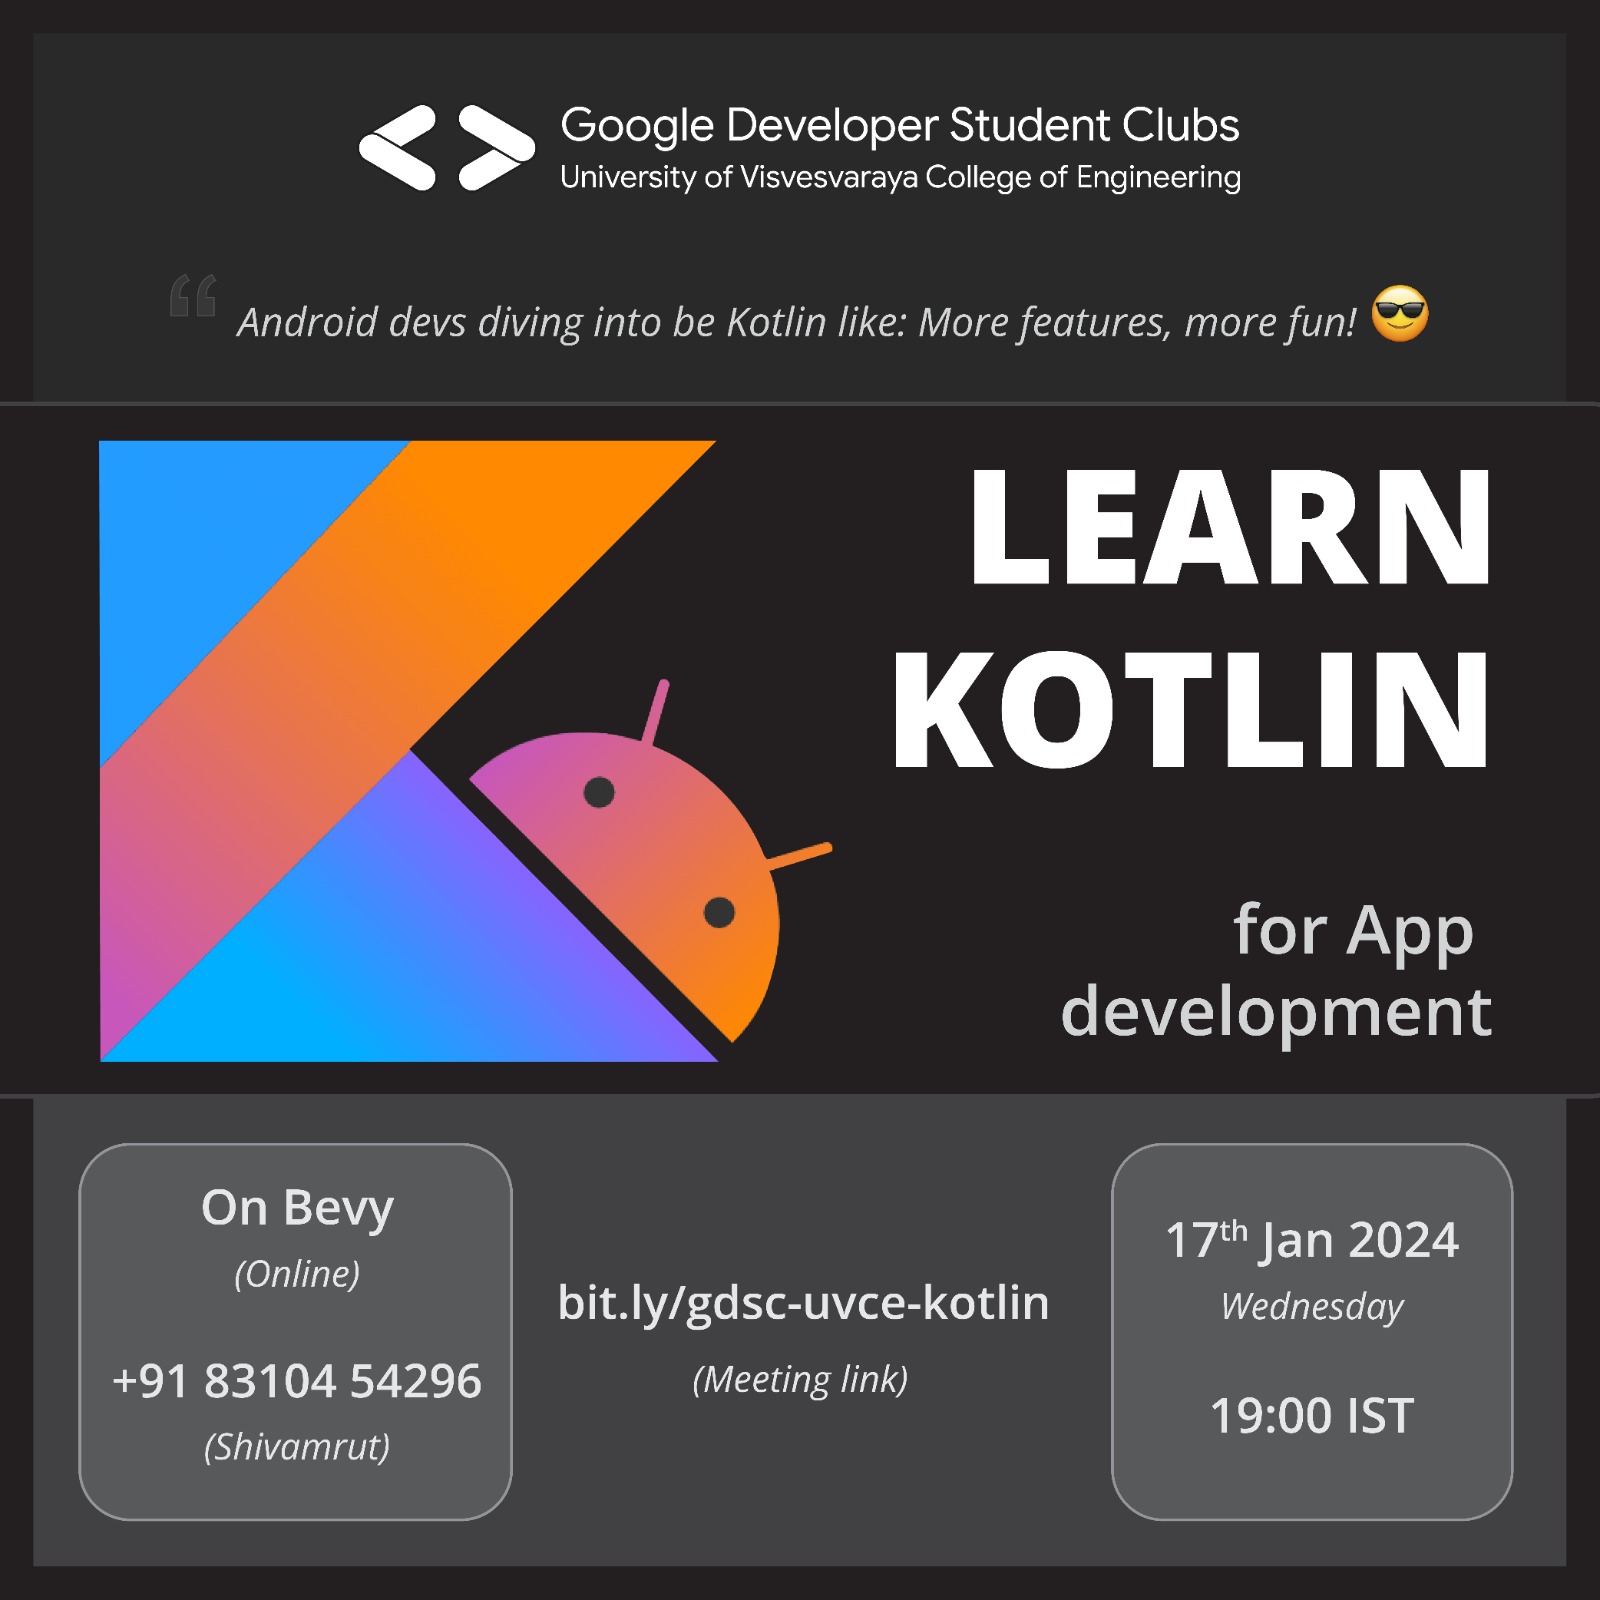 Google Developer Student Clubs
University of Visvesvaraya College of Engineering
“ Android devs diving into be Kotlin like: More features, more fun! 😎
LEARN
KOTLIN
for App
development
On Bevy
(Online)
+91 83104 54296
(Shivamrut)
bit.ly/gdsc-uvce-kotlin
(Meeting link)
17th Jan 2024
Wednesday
19:00 IST